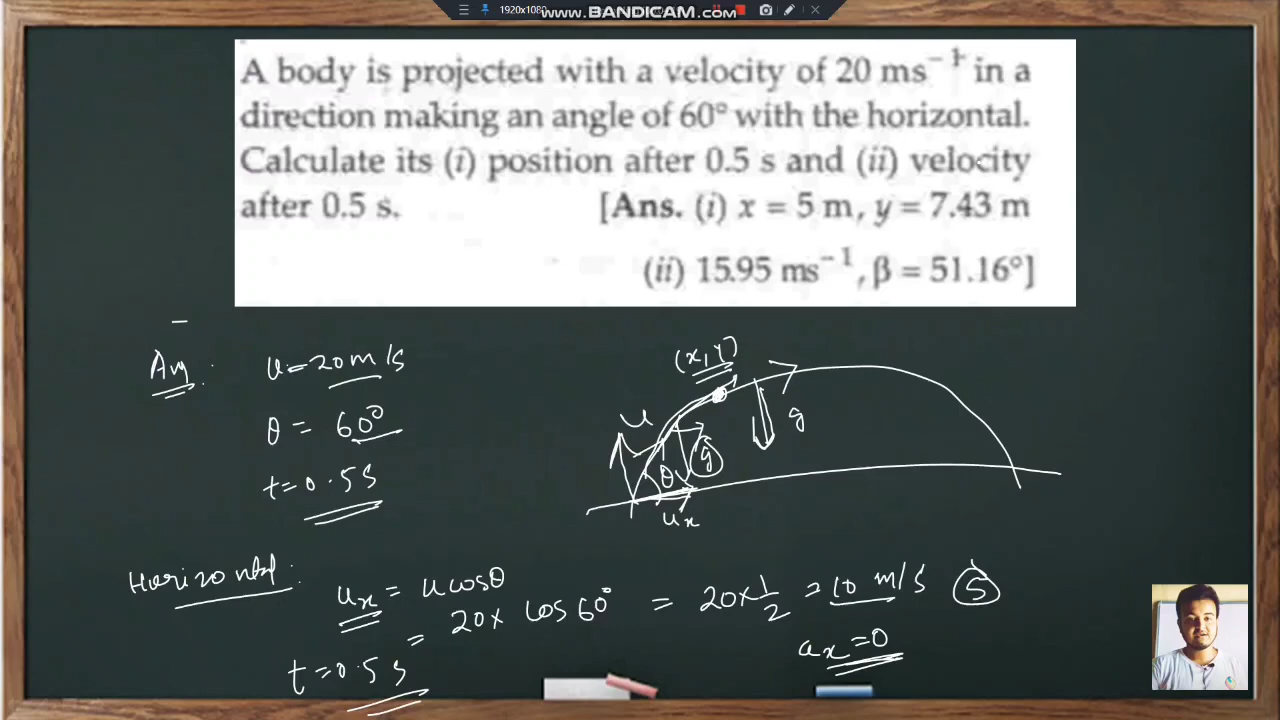 1920x1080
www.BANDICAM.com
A body is projected with a velocity of 20 ms⁻¹ in a
direction making an angle of 60° with the horizontal.
Calculate its (i) position after 0.5 s and (ii) velocity
after 0.5 s. [Ans. (i) x = 5 m, y = 7.43 m
(ii) 15.95 ms⁻¹, β = 51.16°]
u = 20 m/s
θ = 60°
t = 0.5 s
(x, y)
u
g
θ
g
uₓ
Horizontal :
uₓ = u cosθ
= 20 × cos 60° = 20 × 1/2 = 10 m/s
5
t = 0.5 s
aₓ = 0